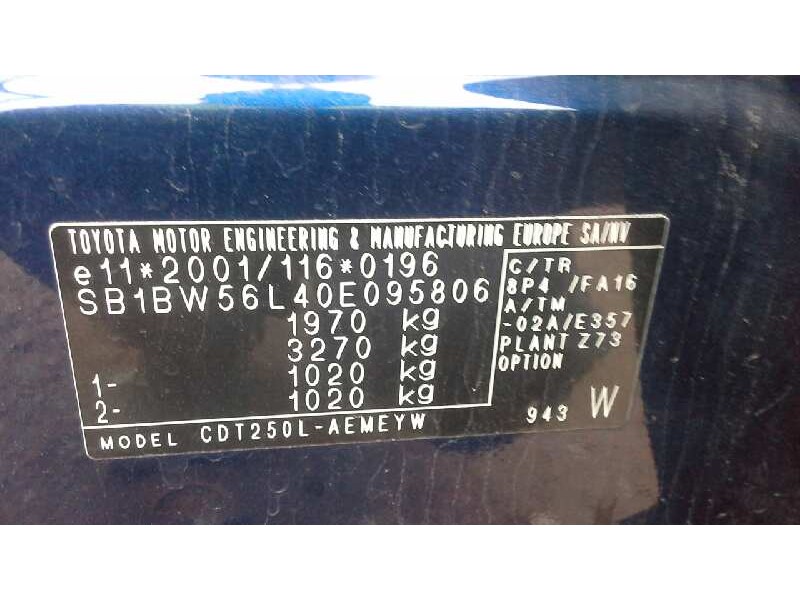 TOYOTA MOTOR ENGINEERING & MANUFACTURING EUROPE SA/NV
e11*2001/116*0196
SB1BW56L40E095806
1970 kg
3270 kg
1- 1020 kg
2- 1020 kg
MODEL CDT250L-AEMEYW
C/TR
8P4 /FA16
A/TM
-02A/E357
PLANT Z73
OPTION
943 W